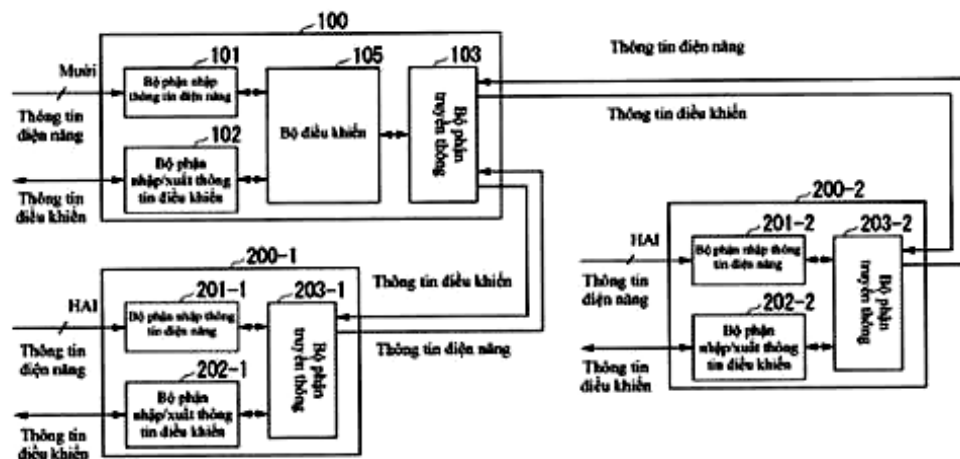 100
101
105
103
Mười
Bộ phận nhập
thông tin điện năng
Thông tin
điện năng
102
Bộ điều khiển
Bộ phận
truyền thông
Bộ phận
nhập/xuất thông
tin điều khiển
Thông tin
điều khiển
Thông tin điện năng
Thông tin điều khiển
200-1
201-1
203-1
HAI
Bộ phận nhập thông
tin điện năng
Thông tin
điện năng
202-1
Bộ phận
truyền thông
Bộ phận
nhập/xuất thông
tin điều khiển
Thông tin
điều khiển
Thông tin điều khiển
Thông tin điện năng
200-2
201-2
203-2
HAI
Bộ phận nhập thông
tin điện năng
Thông tin
điện năng
202-2
Bộ phận
truyền thông
Bộ phận
nhập/xuất thông
tin điều khiển
Thông tin
điều khiển